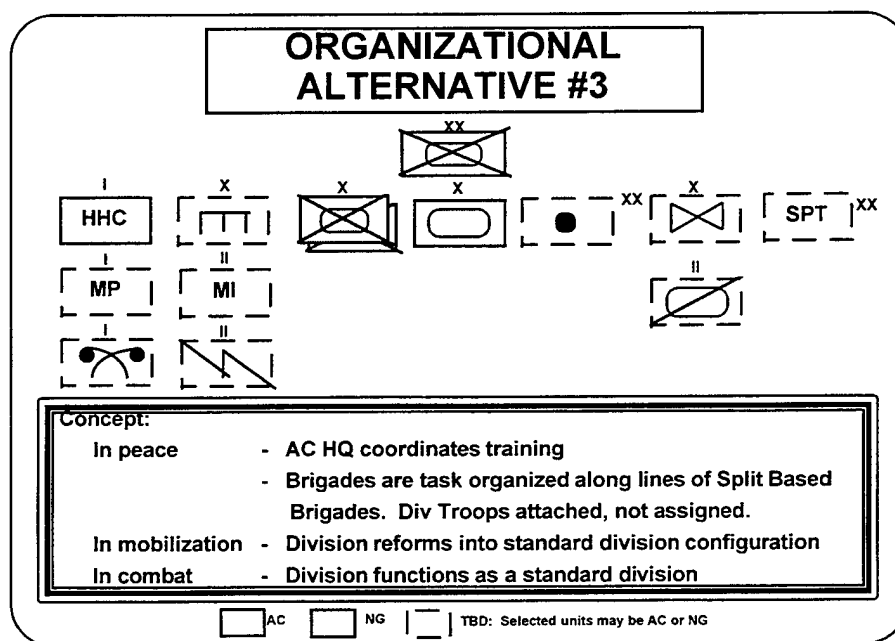 ORGANIZATIONAL
ALTERNATIVE #3
XX
I X X X XX X XX
HHC SPT
I II II
MP MI
I II
Concept:
In peace - AC HQ coordinates training
- Brigades are task organized along lines of Split Based
Brigades. Div Troops attached, not assigned.
In mobilization - Division reforms into standard division configuration
In combat - Division functions as a standard division
AC NG TBD: Selected units may be AC or NG